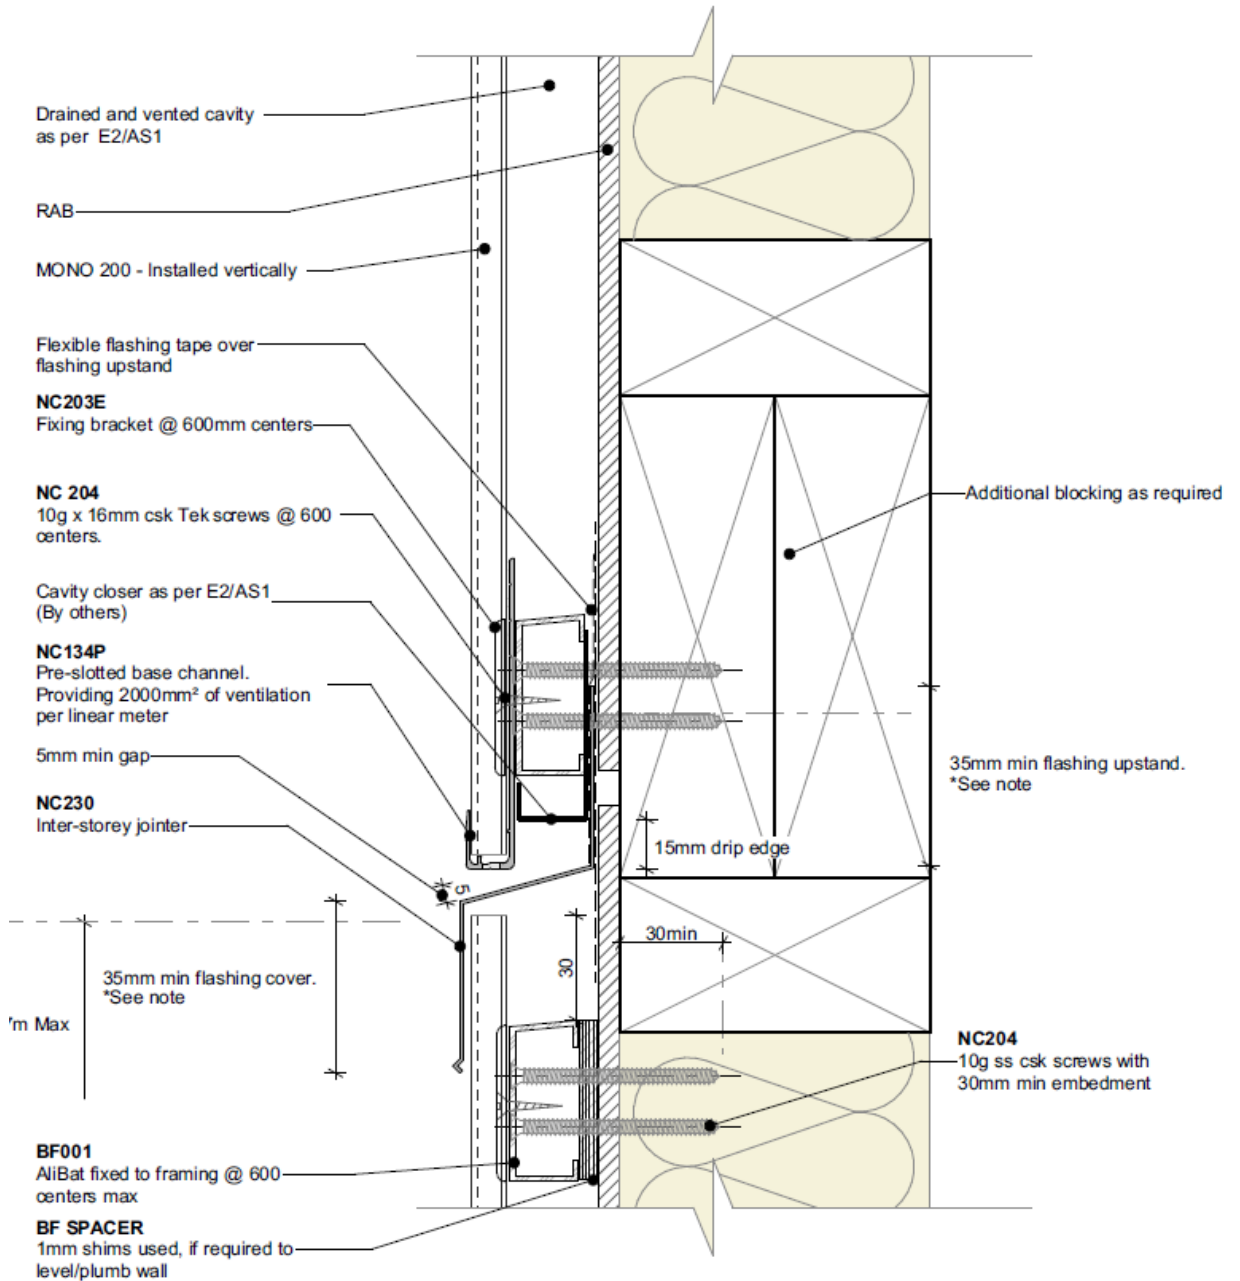 Drained and vented cavity
as per E2/AS1
RAB
MONO 200 - Installed vertically
Flexible flashing tape over
flashing upstand
NC203E
Fixing bracket @ 600mm centers
NC 204
10g x 16mm csk Tek screws @ 600
centers.
Additional blocking as required
Cavity closer as per E2/AS1
(By others)
NC134P
Pre-slotted base channel.
Providing 2000mm² of ventilation
per linear meter
5mm min gap
35mm min flashing upstand.
*See note
NC230
Inter-storey jointer
15mm drip edge
5
30min
30
35mm min flashing cover.
*See note
m Max
NC204
10g ss csk screws with
30mm min embedment
BF001
AliBat fixed to framing @ 600
centers max
BF SPACER
1mm shims used, if required to
level/plumb wall